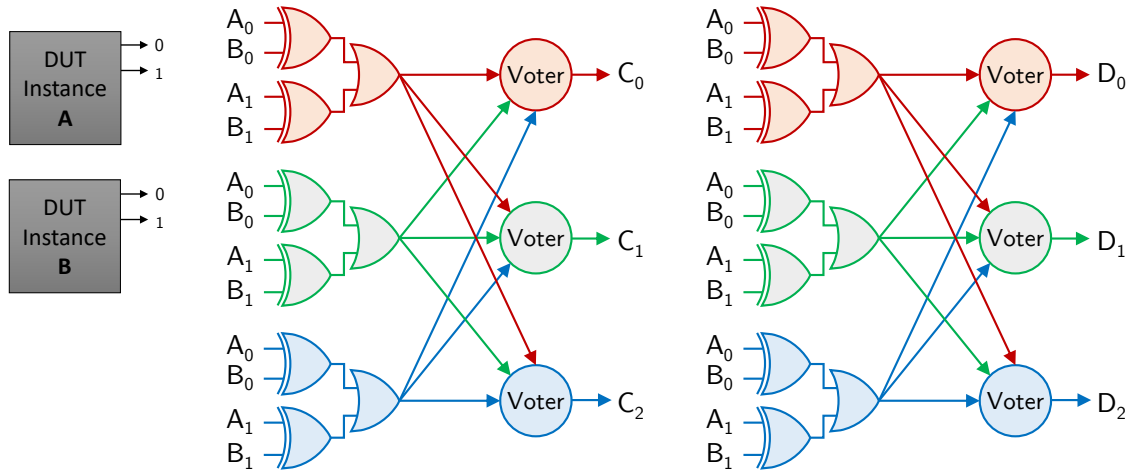 DUT
Instance
A
0
1
DUT
Instance
B
0
1
A0
B0
A1
B1
Voter
C0
A0
B0
A1
B1
Voter
C1
A0
B0
A1
B1
Voter
C2
A0
B0
A1
B1
Voter
D0
A0
B0
A1
B1
Voter
D1
A0
B0
A1
B1
Voter
D2